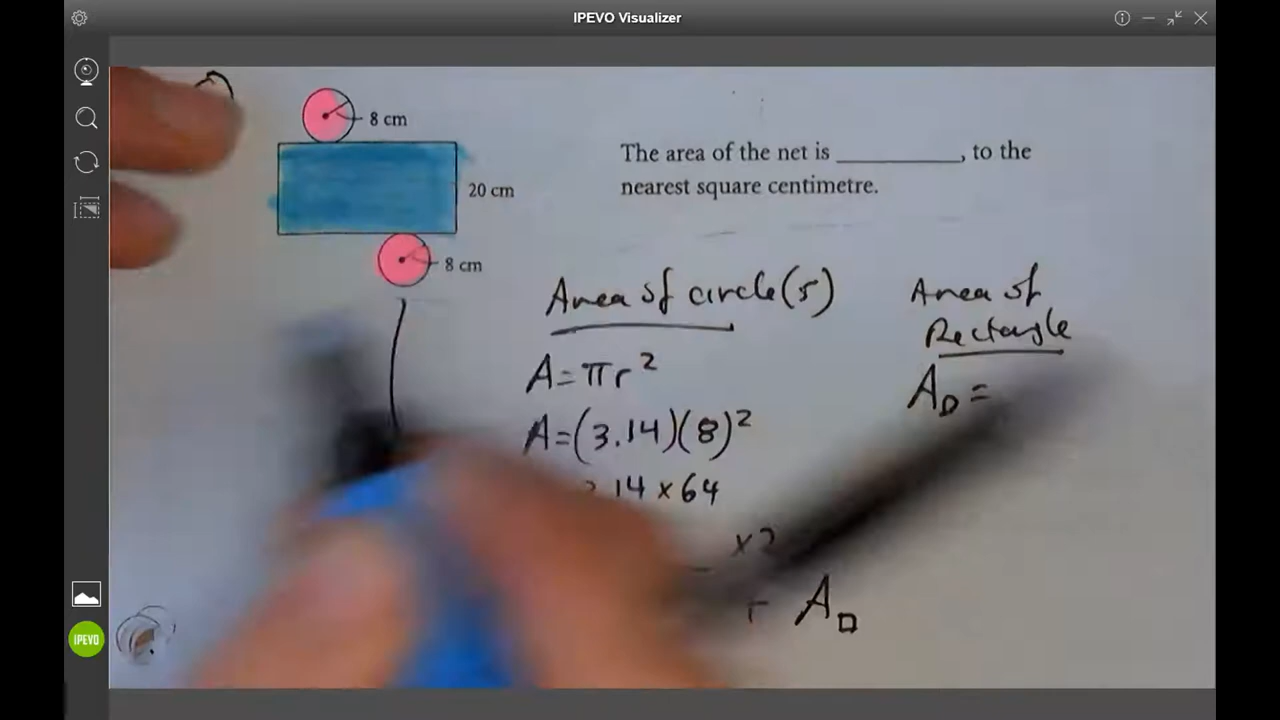 IPEVO Visualizer
8 cm
The area of the net is __________, to the
nearest square centimetre.
20 cm
8 cm
Area of circle(s)
A=πr²
A=(3.14)(8)²
14 x 64
x2
A□
Area of
Rectangle
A□ =
IPEVO